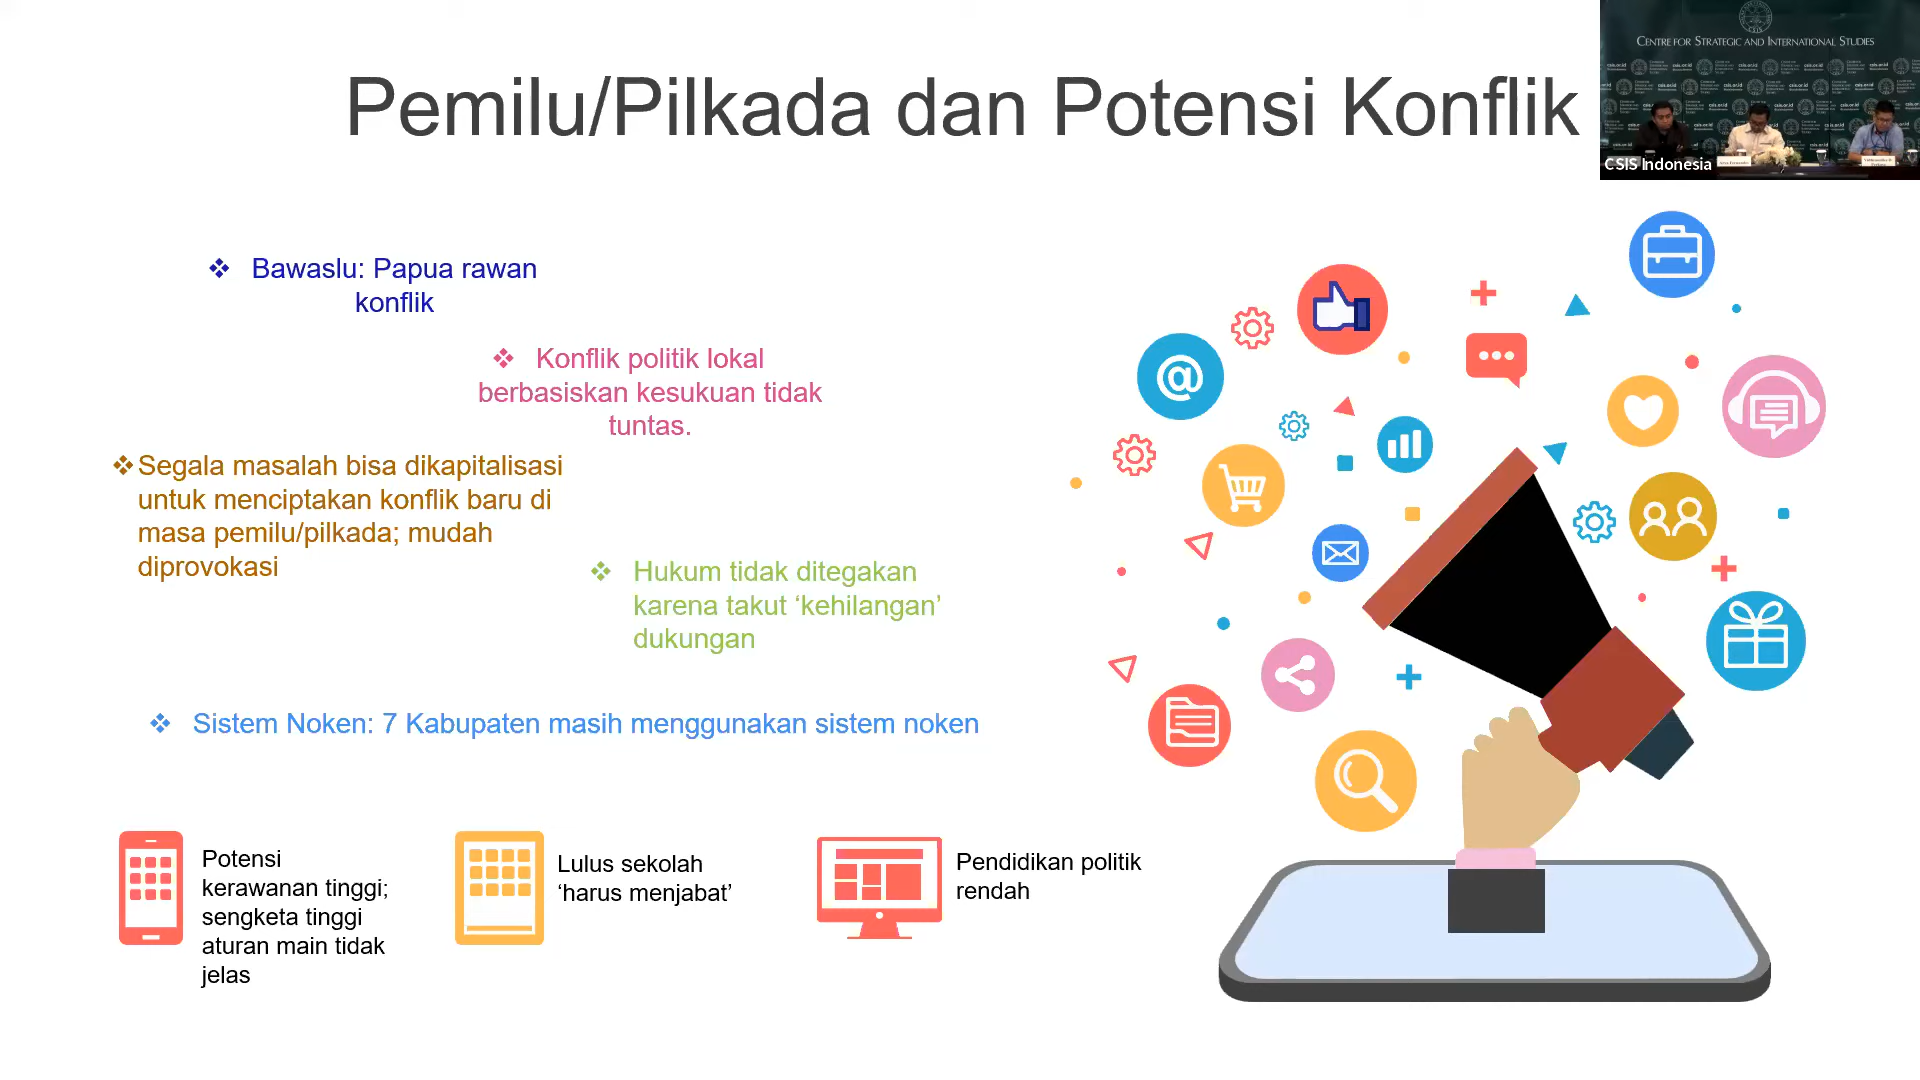 Pemilu/Pilkada dan Potensi Konflik
CENTRE FOR STRATEGIC AND INTERNATIONAL STUDIES
CSIS Indonesia
❖ Bawaslu: Papua rawan
konflik
❖ Konflik politik lokal
berbasiskan kesukuan tidak
tuntas.
❖ Segala masalah bisa dikapitalisasi
untuk menciptakan konflik baru di
masa pemilu/pilkada; mudah
diprovokasi
❖ Hukum tidak ditegakan
karena takut ‘kehilangan’
dukungan
❖ Sistem Noken: 7 Kabupaten masih menggunakan sistem noken
Potensi
kerawanan tinggi;
sengketa tinggi
aturan main tidak
jelas
Lulus sekolah
‘harus menjabat’
Pendidikan politik
rendah
@